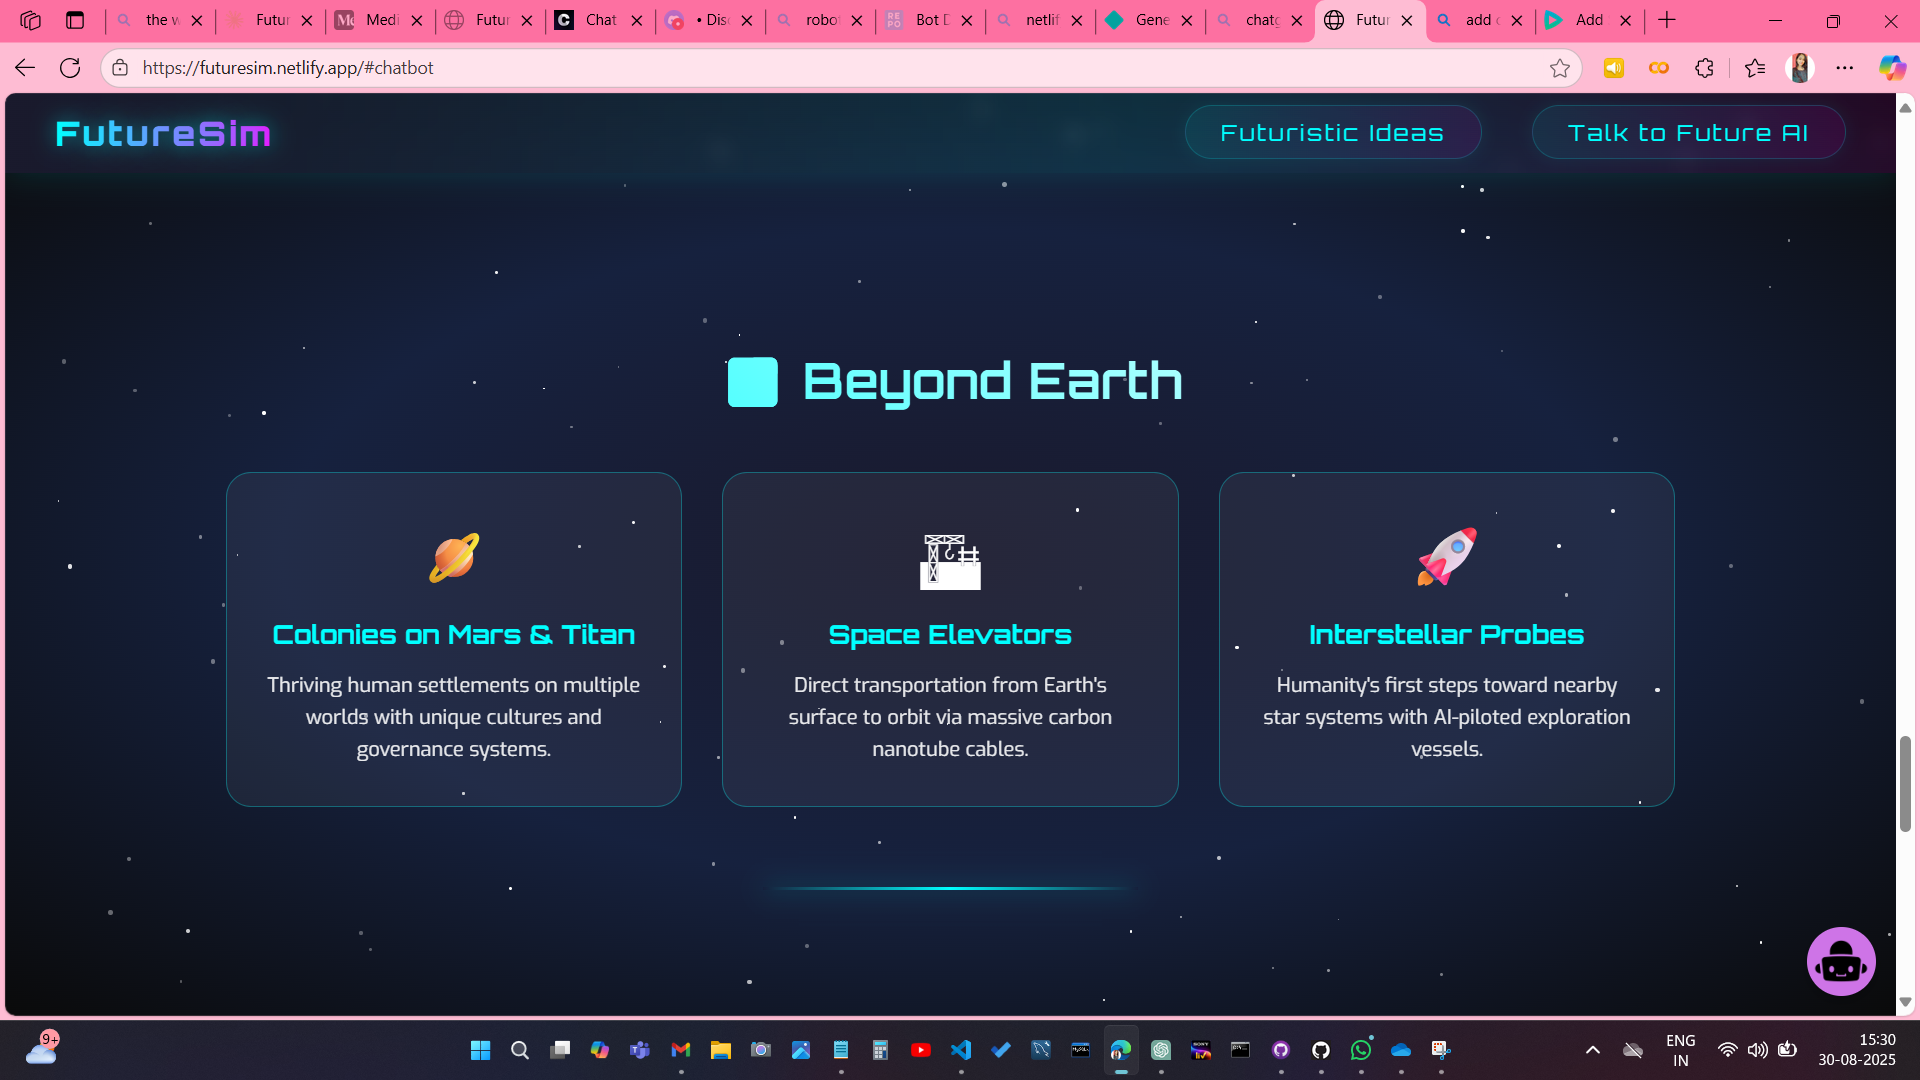 the w
Futur
Medi
Futur
Chat
• Disc
robo
Bot D
netlif
Gene
chatg
Futur
add c
Add
https://futuresim.netlify.app/#chatbot
FutureSim
Futuristic Ideas
Talk to Future AI
Beyond Earth
Colonies on Mars & Titan
Thriving human settlements on multiple
worlds with unique cultures and
governance systems.
Space Elevators
Direct transportation from Earth's
surface to orbit via massive carbon
nanotube cables.
Interstellar Probes
Humanity's first steps toward nearby
star systems with AI-piloted exploration
vessels.
9+
ENG
IN
15:30
30-08-2025